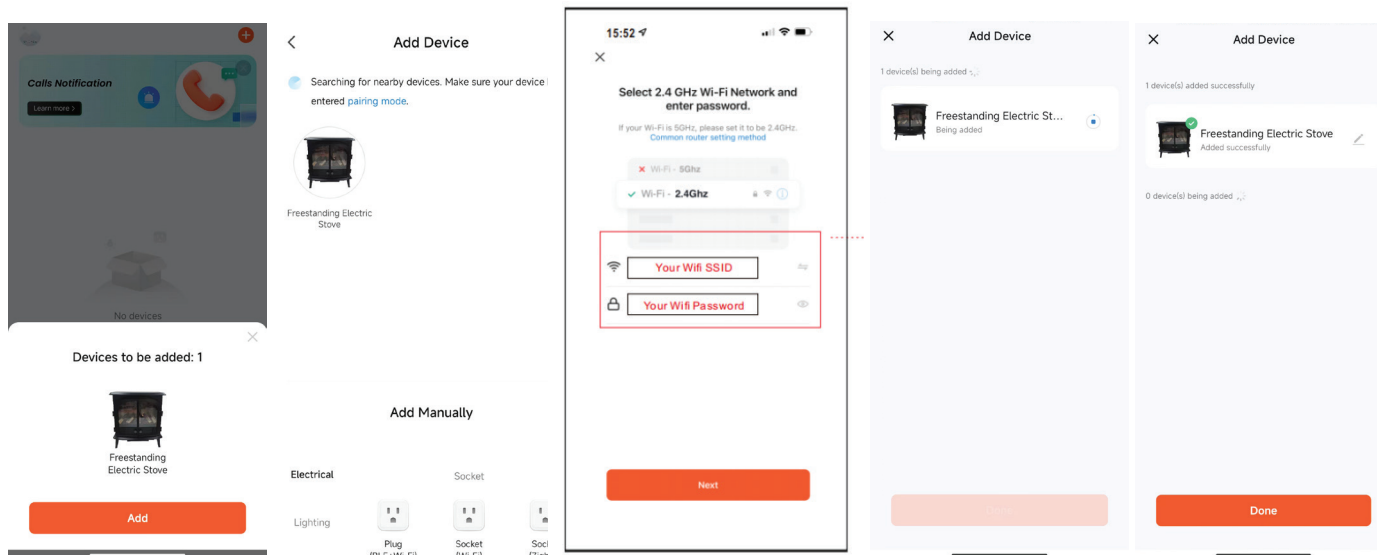 Calls Notification
Learn more >
No devices
Devices to be added: 1
Freestanding
Electric Stove
Add
Add Device
Searching for nearby devices. Make sure your device
entered pairing mode.
Freestanding Electric
Stove
Add Manually
Electrical
Socket
Lighting
Plug
Socket
(Wi-Fi)
15:52
Select 2.4 GHz Wi-Fi Network and
enter password.
If your Wi-Fi is 5GHz, please set it to be 2.4GHz.
Common router setting method
Wi-Fi - 5Ghz
Wi-Fi - 2.4Ghz
Your Wifi SSID
Your Wifi Password
Next
Add Device
1 device(s) being added
Freestanding Electric St...
Being added
Add Device
1 device(s) added successfully
Freestanding Electric Stove
Added successfully
0 device(s) being added
Done